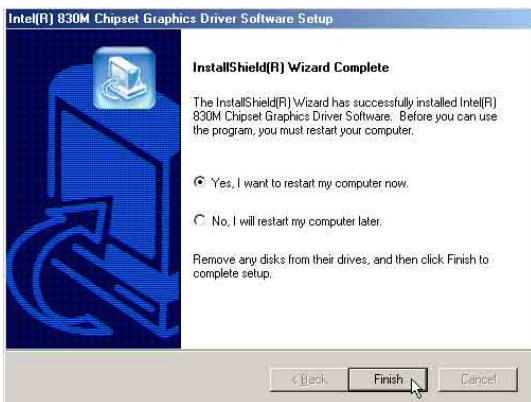 Intel(R) 830M Chipset Graphics Driver Software Setup
InstallShield(R) Wizard Complete
The InstallShield(R) Wizard has successfully installed Intel(R)
830M Chipset Graphics Driver Software. Before you can use
the program, you must restart your computer.
Yes, I want to restart my computer now.
No, I will restart my computer later.
Remove any disks from their drives, and then click Finish to
complete setup.
< Back
Finish
Cancel